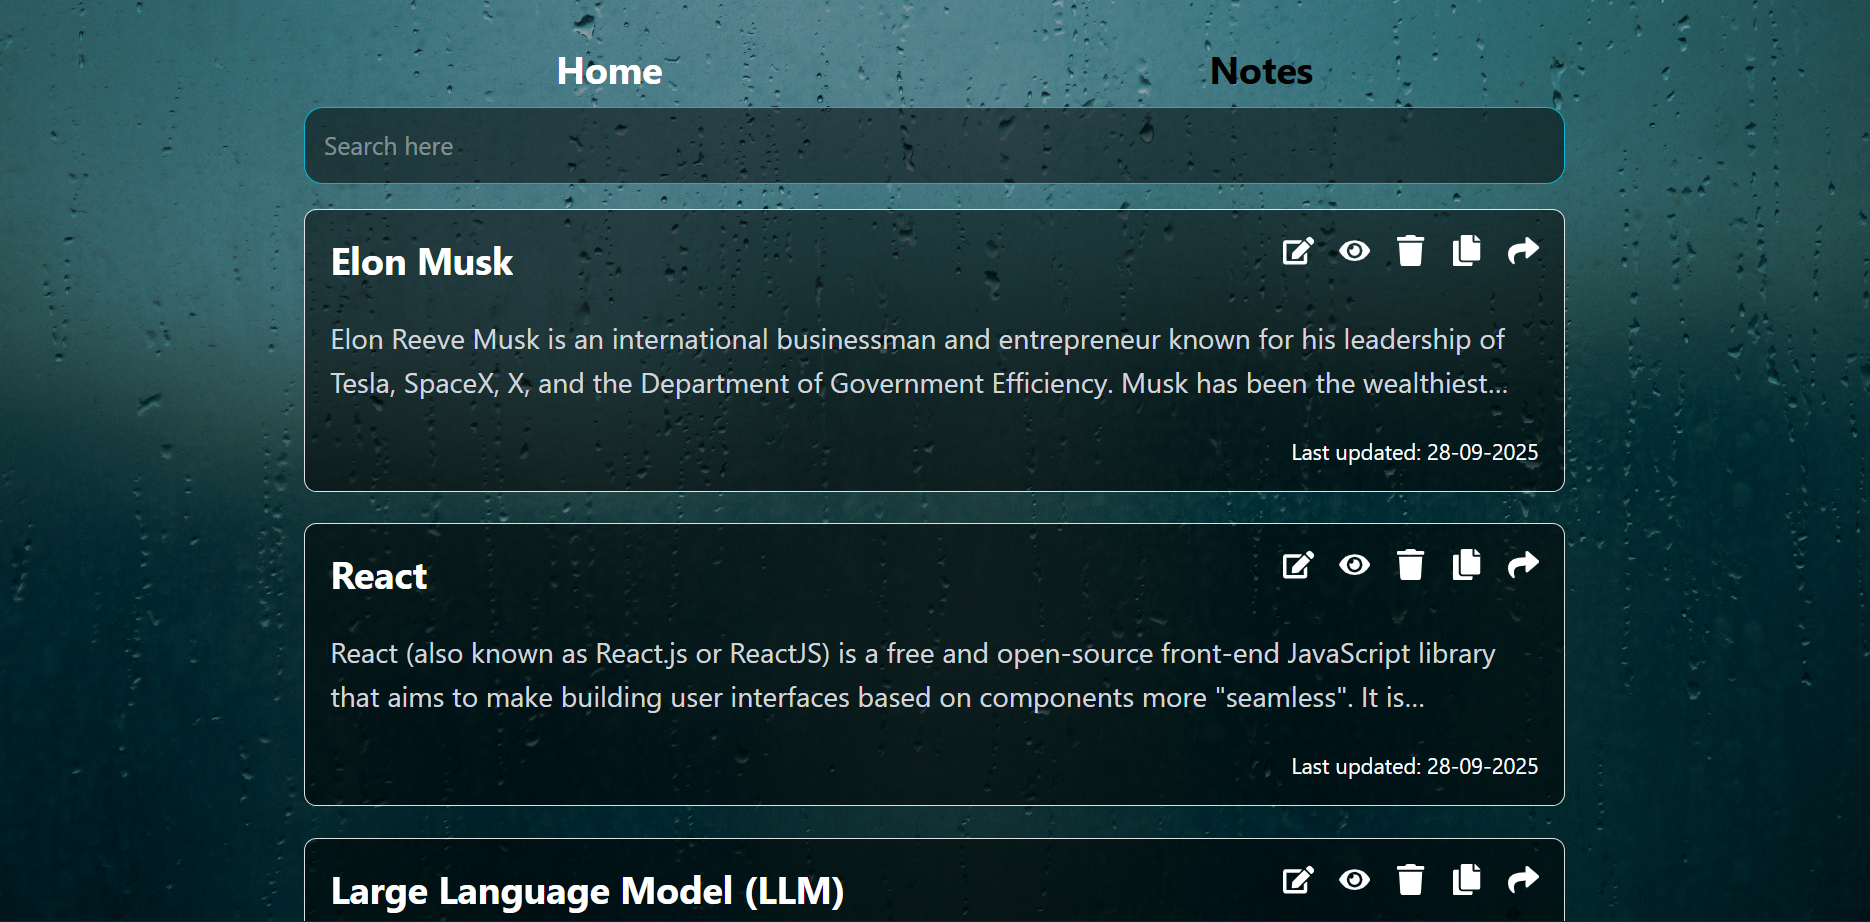 Home
Notes
Search here
Elon Musk
Elon Reeve Musk is an international businessman and entrepreneur known for his leadership of
Tesla, SpaceX, X, and the Department of Government Efficiency. Musk has been the wealthiest...
Last updated: 28-09-2025
React
React (also known as React.js or ReactJS) is a free and open-source front-end JavaScript library
that aims to make building user interfaces based on components more "seamless". It is...
Last updated: 28-09-2025
Large Language Model (LLM)